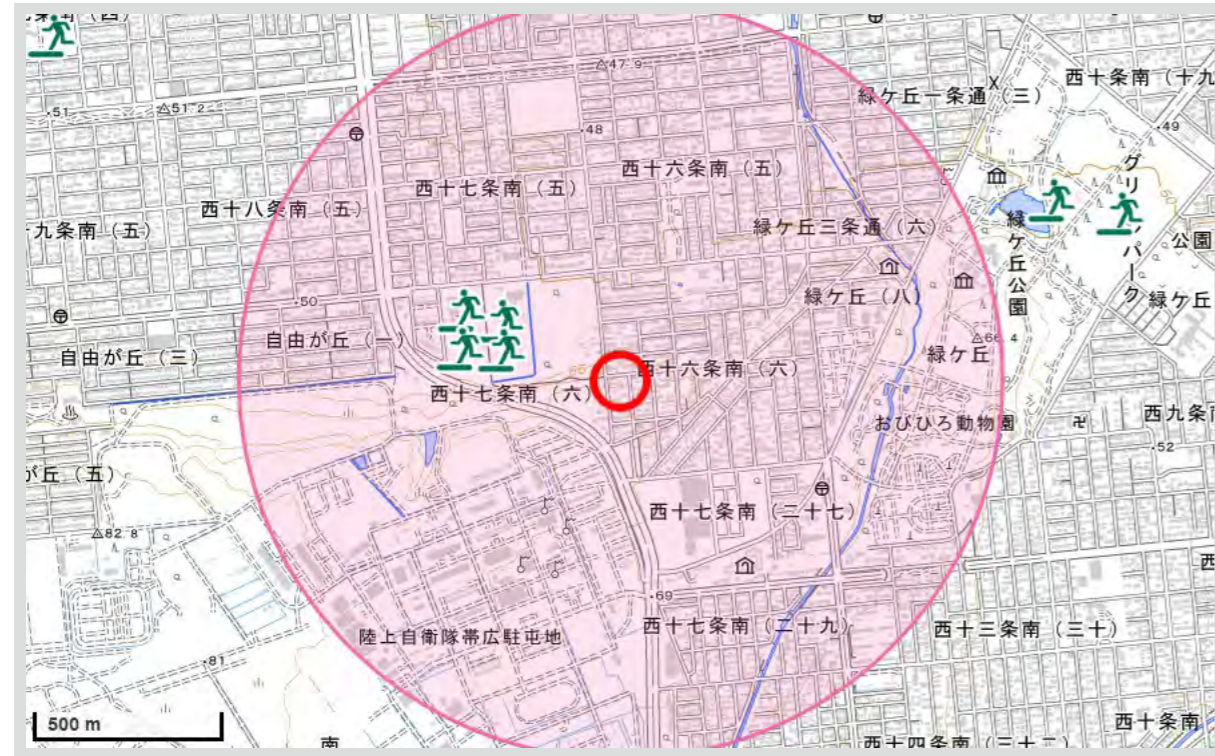 47.9
緑ケ丘一条通（三）
西十条南（十九
51.2
51
48
49
グリーンパーク
西十六条南（五）
西十七条南（五）
西十八条南（五）
九条南（五）
緑ケ丘三条通（六）
緑ケ丘公園
公園
緑ケ丘（八）
緑ケ丘
50
自由が丘（一）
自由が丘（三）
66.4
緑ケ丘
西十六条南（六）
西十七条南（六）
おびひろ動物園
西九条南
52
が丘（五）
西十七条南（二十七）
82.8
西
69
陸上自衛隊帯広駐屯地
西十七条南（二十九）
西十三条南（三十）
81
500 m
南
西十条南
西十四条南（三十二）